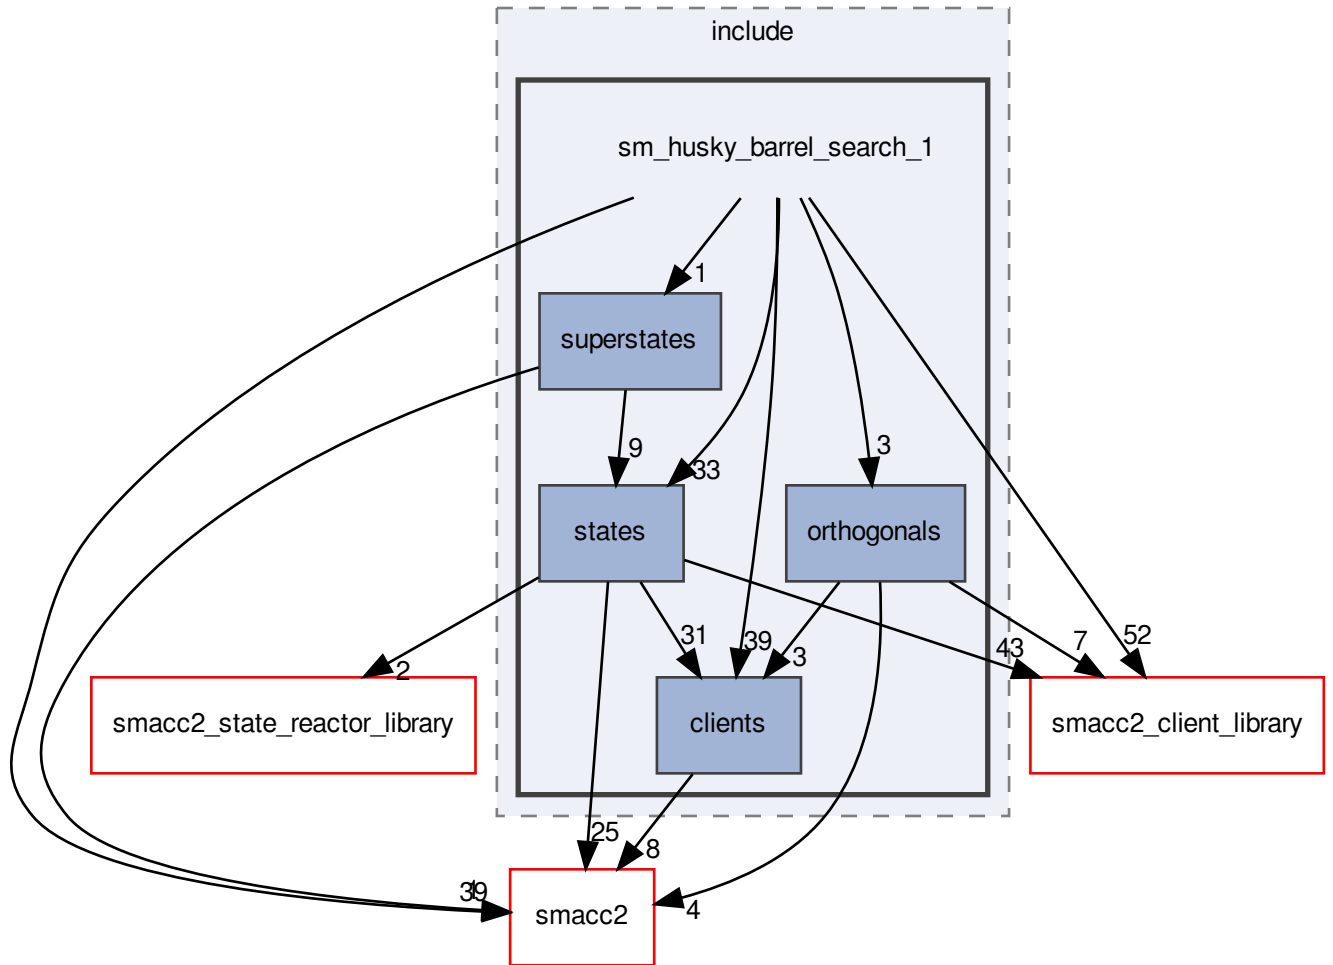 include
sm_husky_barrel_search_1
1
superstates
9
33
3
states
orthogonals
31
39
3
43
7
52
2
smacc2_state_reactor_library
clients
smacc2_client_library
25
8
39
4
smacc2